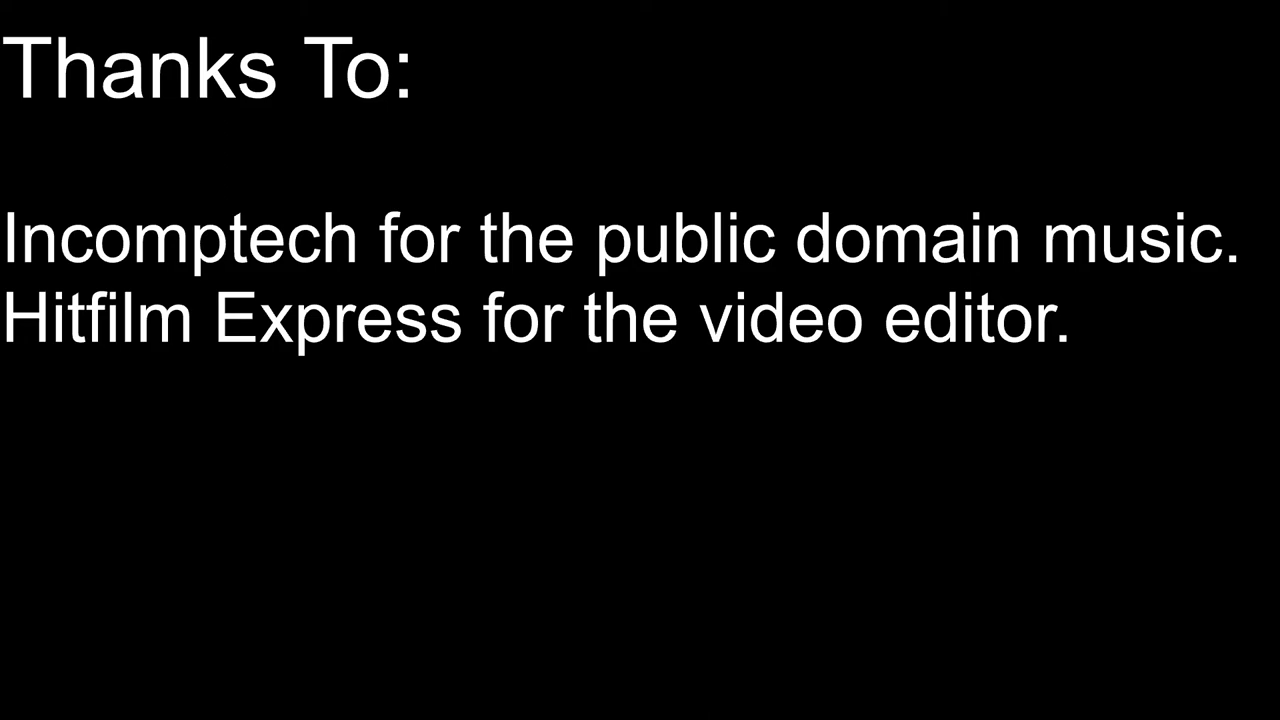 Thanks To:
Incomptech for the public domain music.
Hitfilm Express for the video editor.